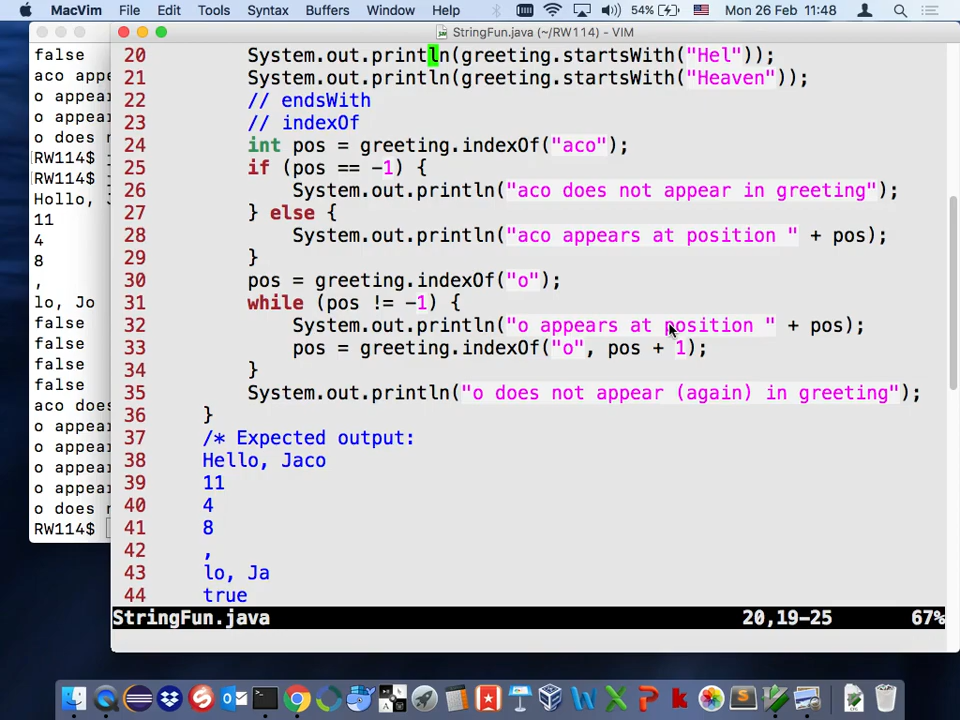 MacVim File Edit Tools Syntax Buffers Window Help 54% Mon 26 Feb 11:48
StringFun.java (~/RW114) - VIM
false
aco appe
o appear
o appear
o does n
RW114$
RW114$
Hollo, J
11
4
8
,
lo, Jo
false
false
false
false
aco does
o appear
o appear
o appear
o appear
o does n
RW114$
20 System.out.println(greeting.startsWith("Hel"));
21 System.out.println(greeting.startsWith("Heaven"));
22 // endsWith
23 // indexOf
24 int pos = greeting.indexOf("aco");
25 if (pos == -1) {
26 System.out.println("aco does not appear in greeting");
27 } else {
28 System.out.println("aco appears at position " + pos);
29 }
30 pos = greeting.indexOf("o");
31 while (pos != -1) {
32 System.out.println("o appears at position " + pos);
33 pos = greeting.indexOf("o", pos + 1);
34 }
35 System.out.println("o does not appear (again) in greeting");
36 }
37 /* Expected output:
38 Hello, Jaco
39 11
40 4
41 8
42 ,
43 lo, Ja
44 true
StringFun.java 20,19-25 67%